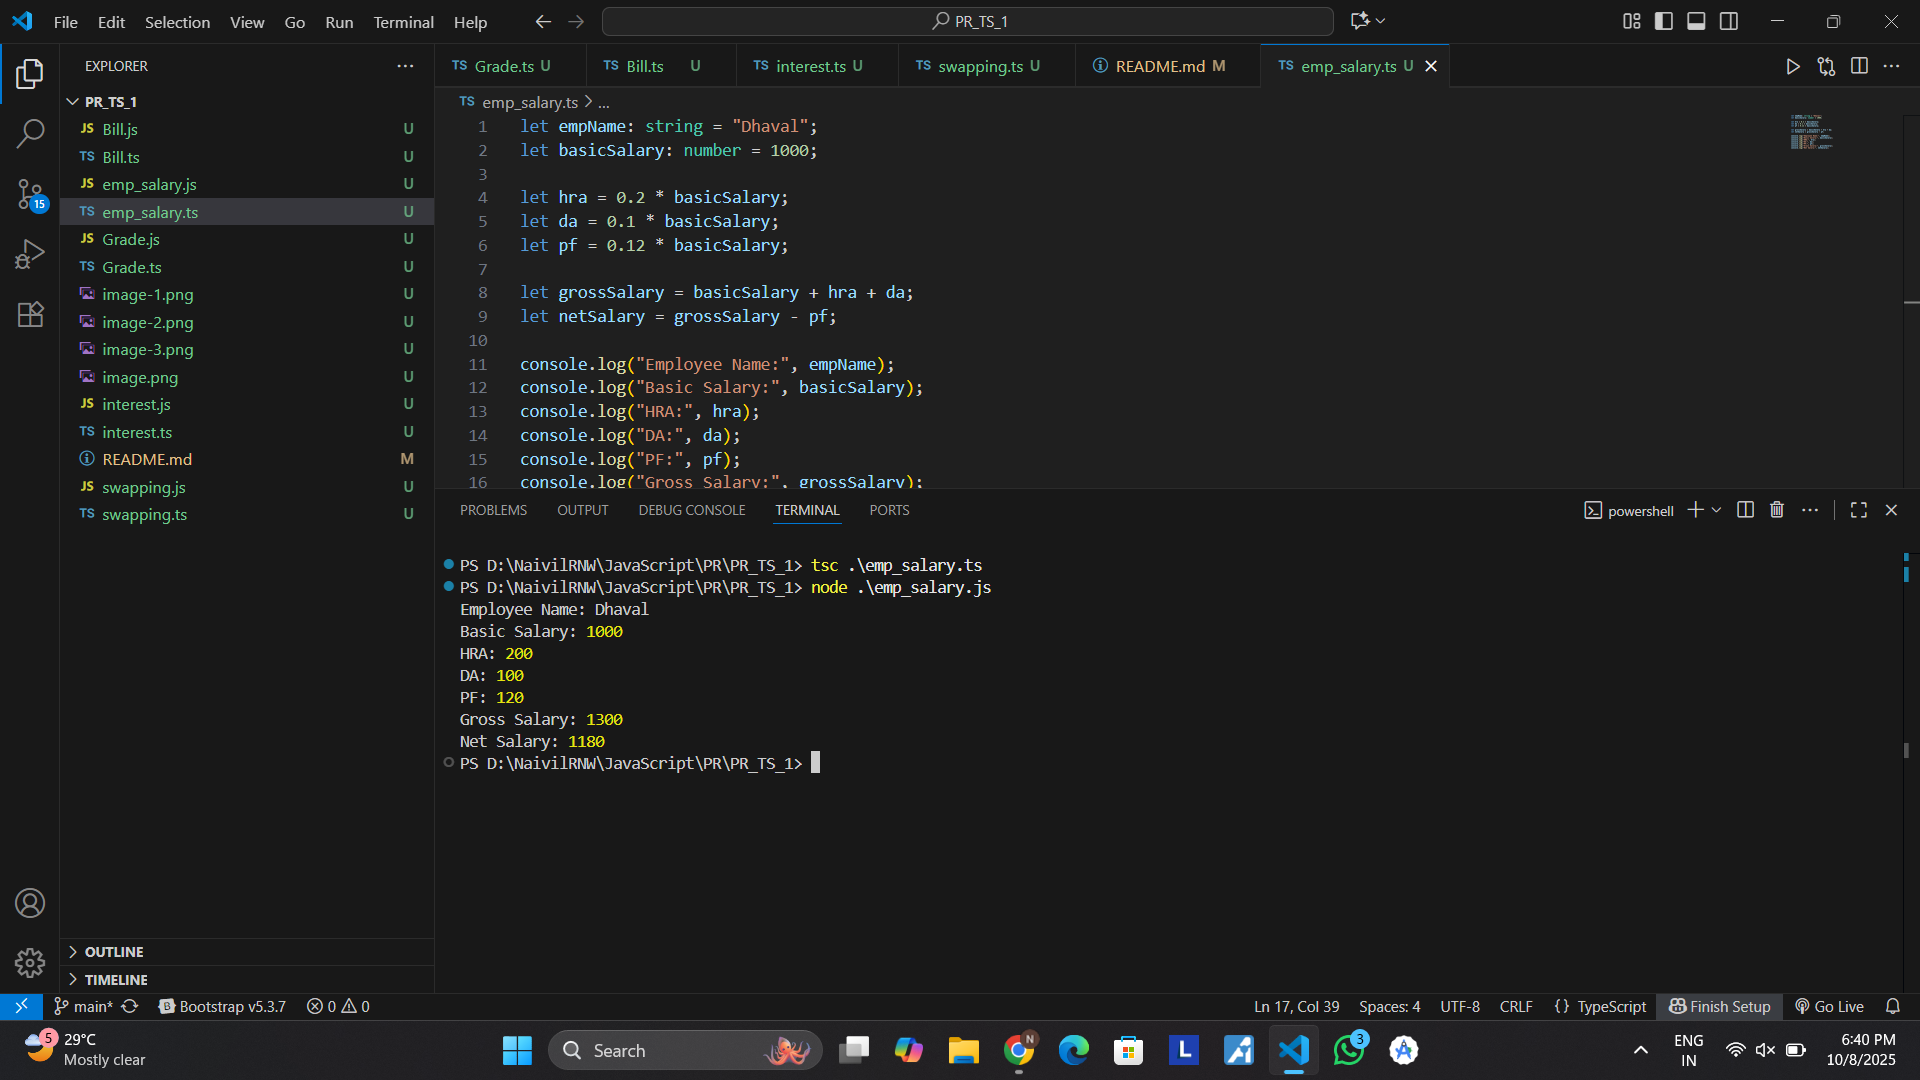 File Edit Selection View Go Run Terminal Help
PR_TS_1
EXPLORER
PR_TS_1
JS Bill.js U
TS Bill.ts U
JS emp_salary.js U
TS emp_salary.ts U
JS Grade.js U
TS Grade.ts U
image-1.png U
image-2.png U
image-3.png U
image.png U
JS interest.js U
TS interest.ts U
README.md M
JS swapping.js U
TS swapping.ts U
OUTLINE
TIMELINE
15
TS Grade.ts U TS Bill.ts U TS interest.ts U TS swapping.ts U README.md M TS emp_salary.ts U
TS emp_salary.ts > ...
1 let empName: string = "Dhaval";
2 let basicSalary: number = 1000;
3
4 let hra = 0.2 * basicSalary;
5 let da = 0.1 * basicSalary;
6 let pf = 0.12 * basicSalary;
7
8 let grossSalary = basicSalary + hra + da;
9 let netSalary = grossSalary - pf;
10
11 console.log("Employee Name:", empName);
12 console.log("Basic Salary:", basicSalary);
13 console.log("HRA:", hra);
14 console.log("DA:", da);
15 console.log("PF:", pf);
16 console.log("Gross Salary:", grossSalary);
PROBLEMS OUTPUT DEBUG CONSOLE TERMINAL PORTS
powershell
PS D:\NaivilRNW\JavaScript\PR\PR_TS_1> tsc .\emp_salary.ts
PS D:\NaivilRNW\JavaScript\PR\PR_TS_1> node .\emp_salary.js
Employee Name: Dhaval
Basic Salary: 1000
HRA: 200
DA: 100
PF: 120
Gross Salary: 1300
Net Salary: 1180
PS D:\NaivilRNW\JavaScript\PR\PR_TS_1>
main* Bootstrap v5.3.7 0 0
Ln 17, Col 39 Spaces: 4 UTF-8 CRLF {} TypeScript Finish Setup Go Live
5
29°C
Mostly clear
Search
N
L
3
ENG
IN
6:40 PM
10/8/2025